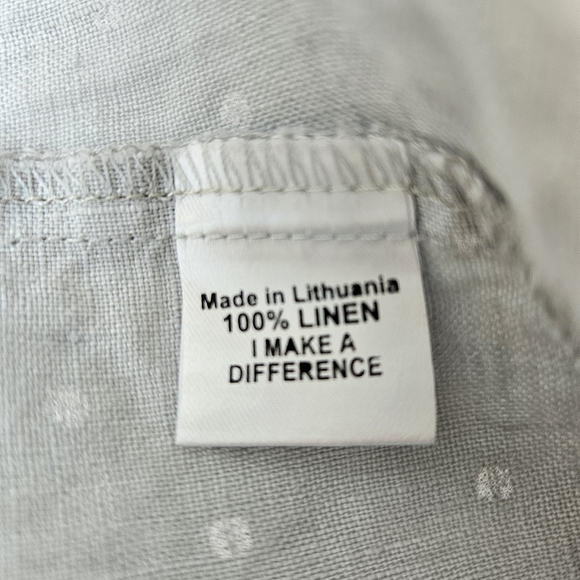 Made in Lithuania
100% LINEN
I MAKE A
DIFFERENCE